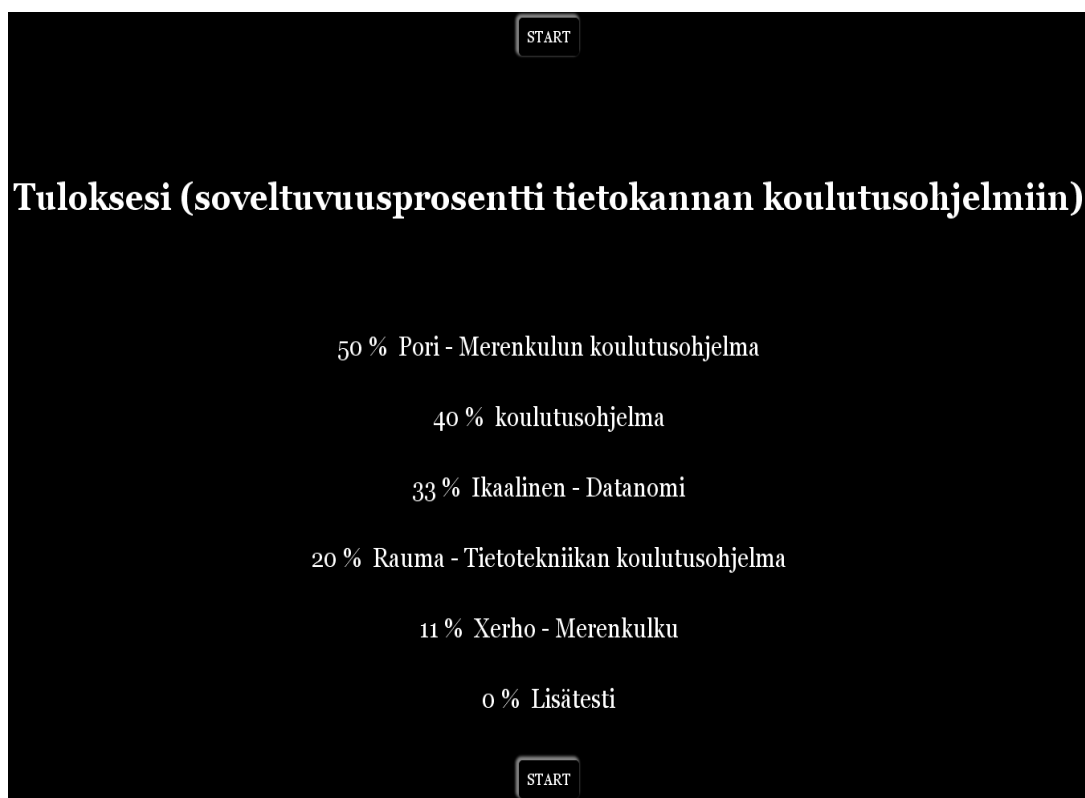 START
Tuloksesi (soveltuvuusprosentti tietokannan koulutusohjelmiin)
50 % Pori - Merenkulun koulutusohjelma
40 % koulutusohjelma
33 % Ikaalinen - Datanomi
20 % Rauma - Tietotekniikan koulutusohjelma
11 % Xerho - Merenkulku
0 % Lisätesti
START